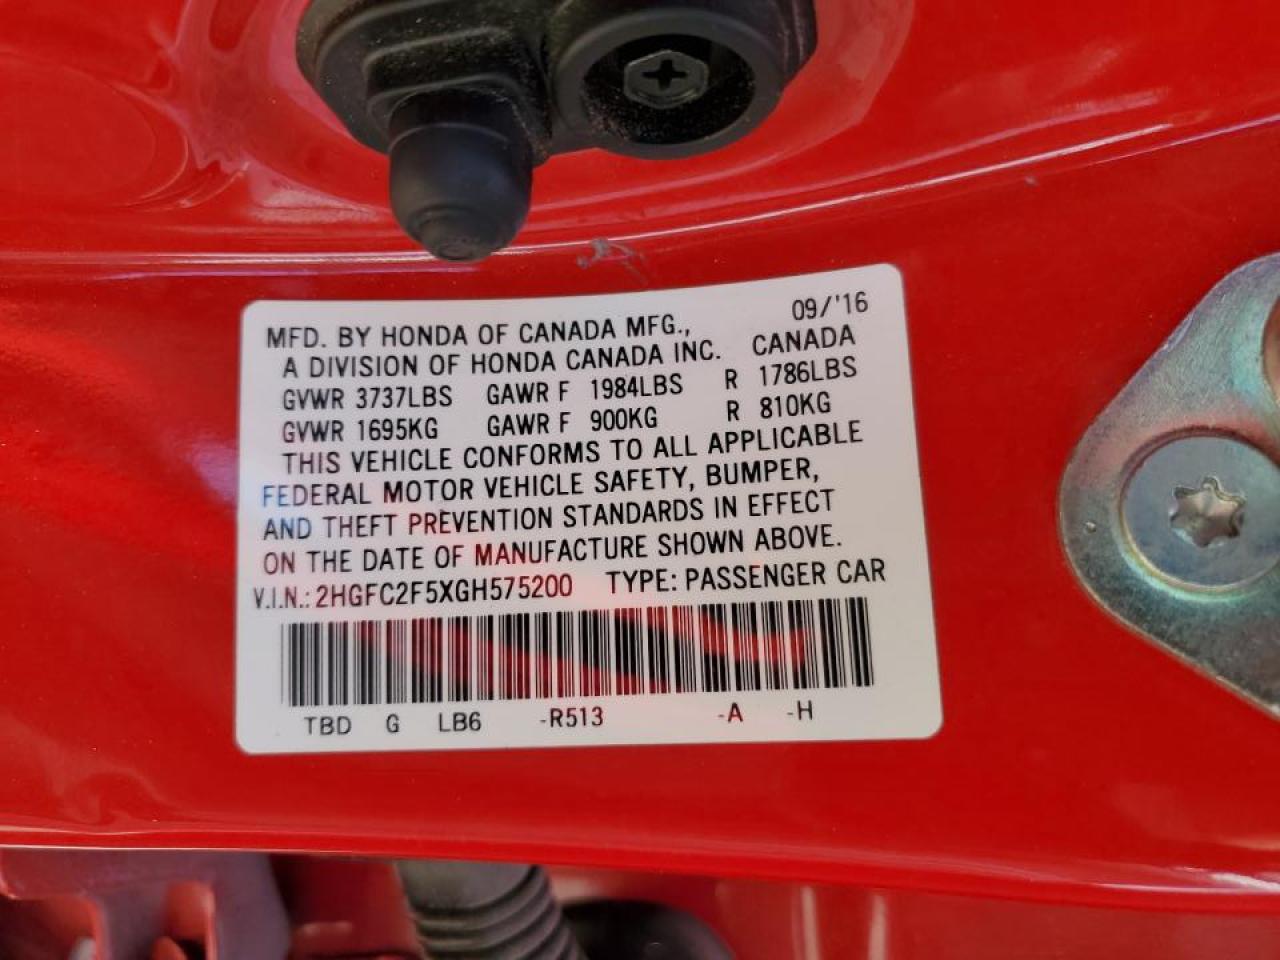 09/'16
MFD. BY HONDA OF CANADA MFG.,
A DIVISION OF HONDA CANADA INC. CANADA
GVWR 3737LBS GAWR F 1984LBS R 1786LBS
GVWR 1695KG GAWR F 900KG R 810KG
THIS VEHICLE CONFORMS TO ALL APPLICABLE
FEDERAL MOTOR VEHICLE SAFETY, BUMPER,
AND THEFT PREVENTION STANDARDS IN EFFECT
ON THE DATE OF MANUFACTURE SHOWN ABOVE.
V.I.N.: 2HGFC2F5XGH575200 TYPE: PASSENGER CAR
TBD G LB6 -R513 -A -H